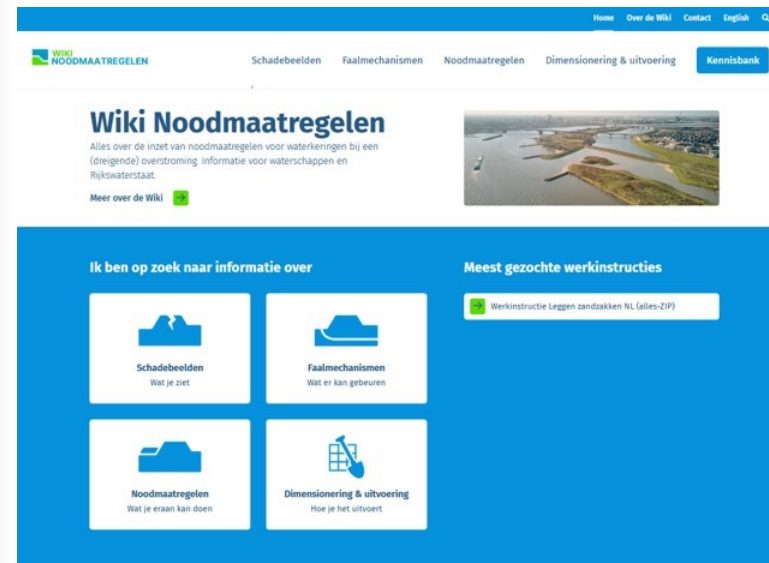 Home Over de Wiki Contact English
WIKI
NOODMAATREGELEN
Schadebeelden Faalmechanismen Noodmaatregelen Dimensionering & uitvoering Kennisbank
Wiki Noodmaatregelen
Alles over de inzet van noodmaatregelen voor waterkeringen bij een
(dreigende) overstroming. Informatie voor waterschappen en
Rijkswaterstaat.
Meer over de Wiki
Ik ben op zoek naar informatie over
Meest gezochte werkinstructies
Werkinstructie Leggen zandzakken NL (alles-ZIP)
Schadebeelden
Wat je ziet
Faalmechanismen
Wat er kan gebeuren
Noodmaatregelen
Wat je eraan kan doen
Dimensionering & uitvoering
Hoe je het uitvoert